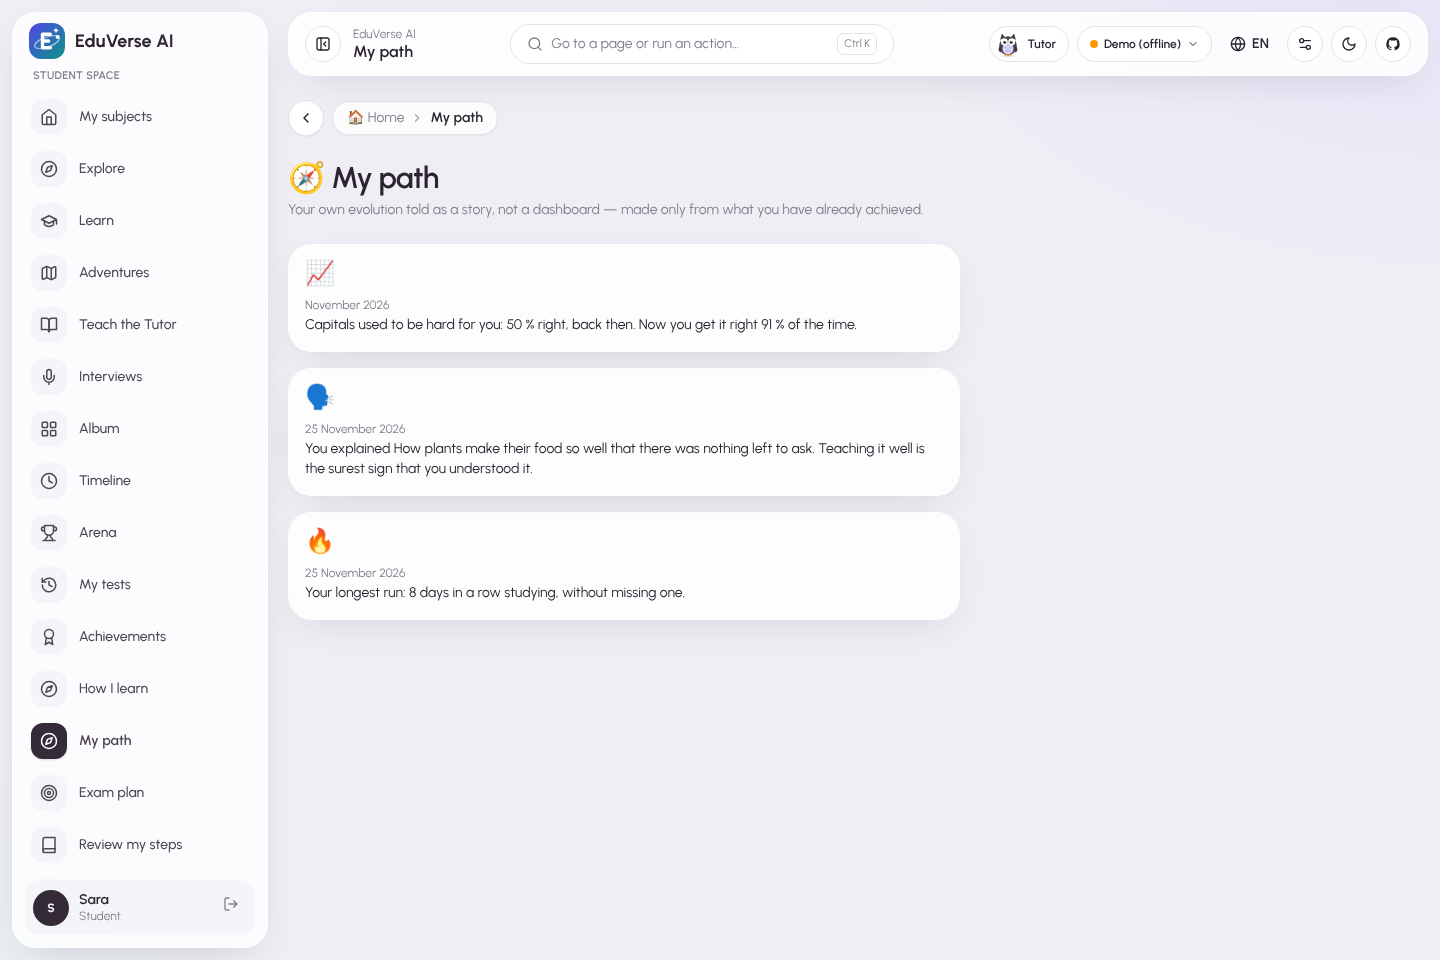 EduVerse AI
STUDENT SPACE
My subjects
Explore
Learn
Adventures
Teach the Tutor
Interviews
Album
Timeline
Arena
My tests
Achievements
How I learn
My path
Exam plan
Review my steps
S
Sara
Student
EduVerse AI
My path
Go to a page or run an action...
Ctrl K
Tutor
Demo (offline)
EN
Home
My path
My path
Your own evolution told as a story, not a dashboard — made only from what you have already achieved.
November 2026
Capitals used to be hard for you: 50 % right, back then. Now you get it right 91 % of the time.
25 November 2026
You explained How plants make their food so well that there was nothing left to ask. Teaching it well is
the surest sign that you understood it.
25 November 2026
Your longest run: 8 days in a row studying, without missing one.